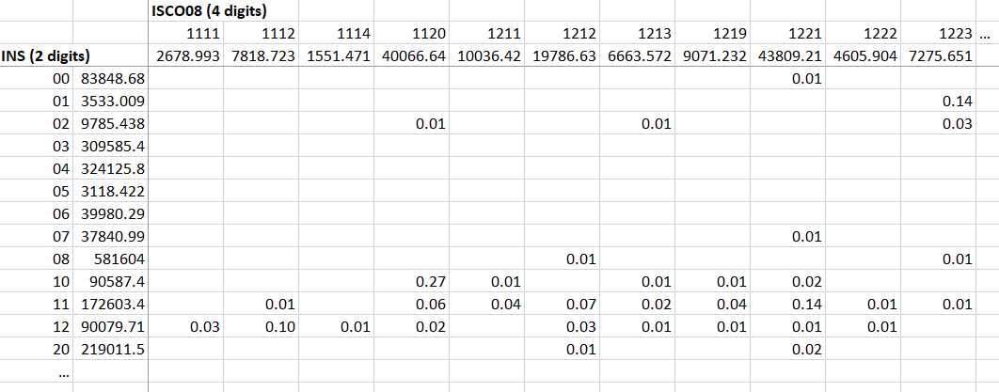 ISCO08 (4 digits)
1111 1112 1114 1120 1211 1212 1213 1219 1221 1222 1223 ...
INS (2 digits) 2678.993 7818.723 1551.471 40066.64 10036.42 19786.63 6663.572 9071.232 43809.21 4605.904 7275.651
00 83848.68 0.01
01 3533.009 0.14
02 9785.438 0.01 0.01 0.03
03 309585.4
04 324125.8
05 3118.422
06 39980.29
07 37840.99 0.01
08 581604 0.01 0.01
10 90587.4 0.27 0.01 0.01 0.01 0.02
11 172603.4 0.01 0.06 0.04 0.07 0.02 0.04 0.14 0.01 0.01
12 90079.71 0.03 0.10 0.01 0.02 0.03 0.01 0.01 0.01 0.01
20 219011.5 0.01 0.02
...